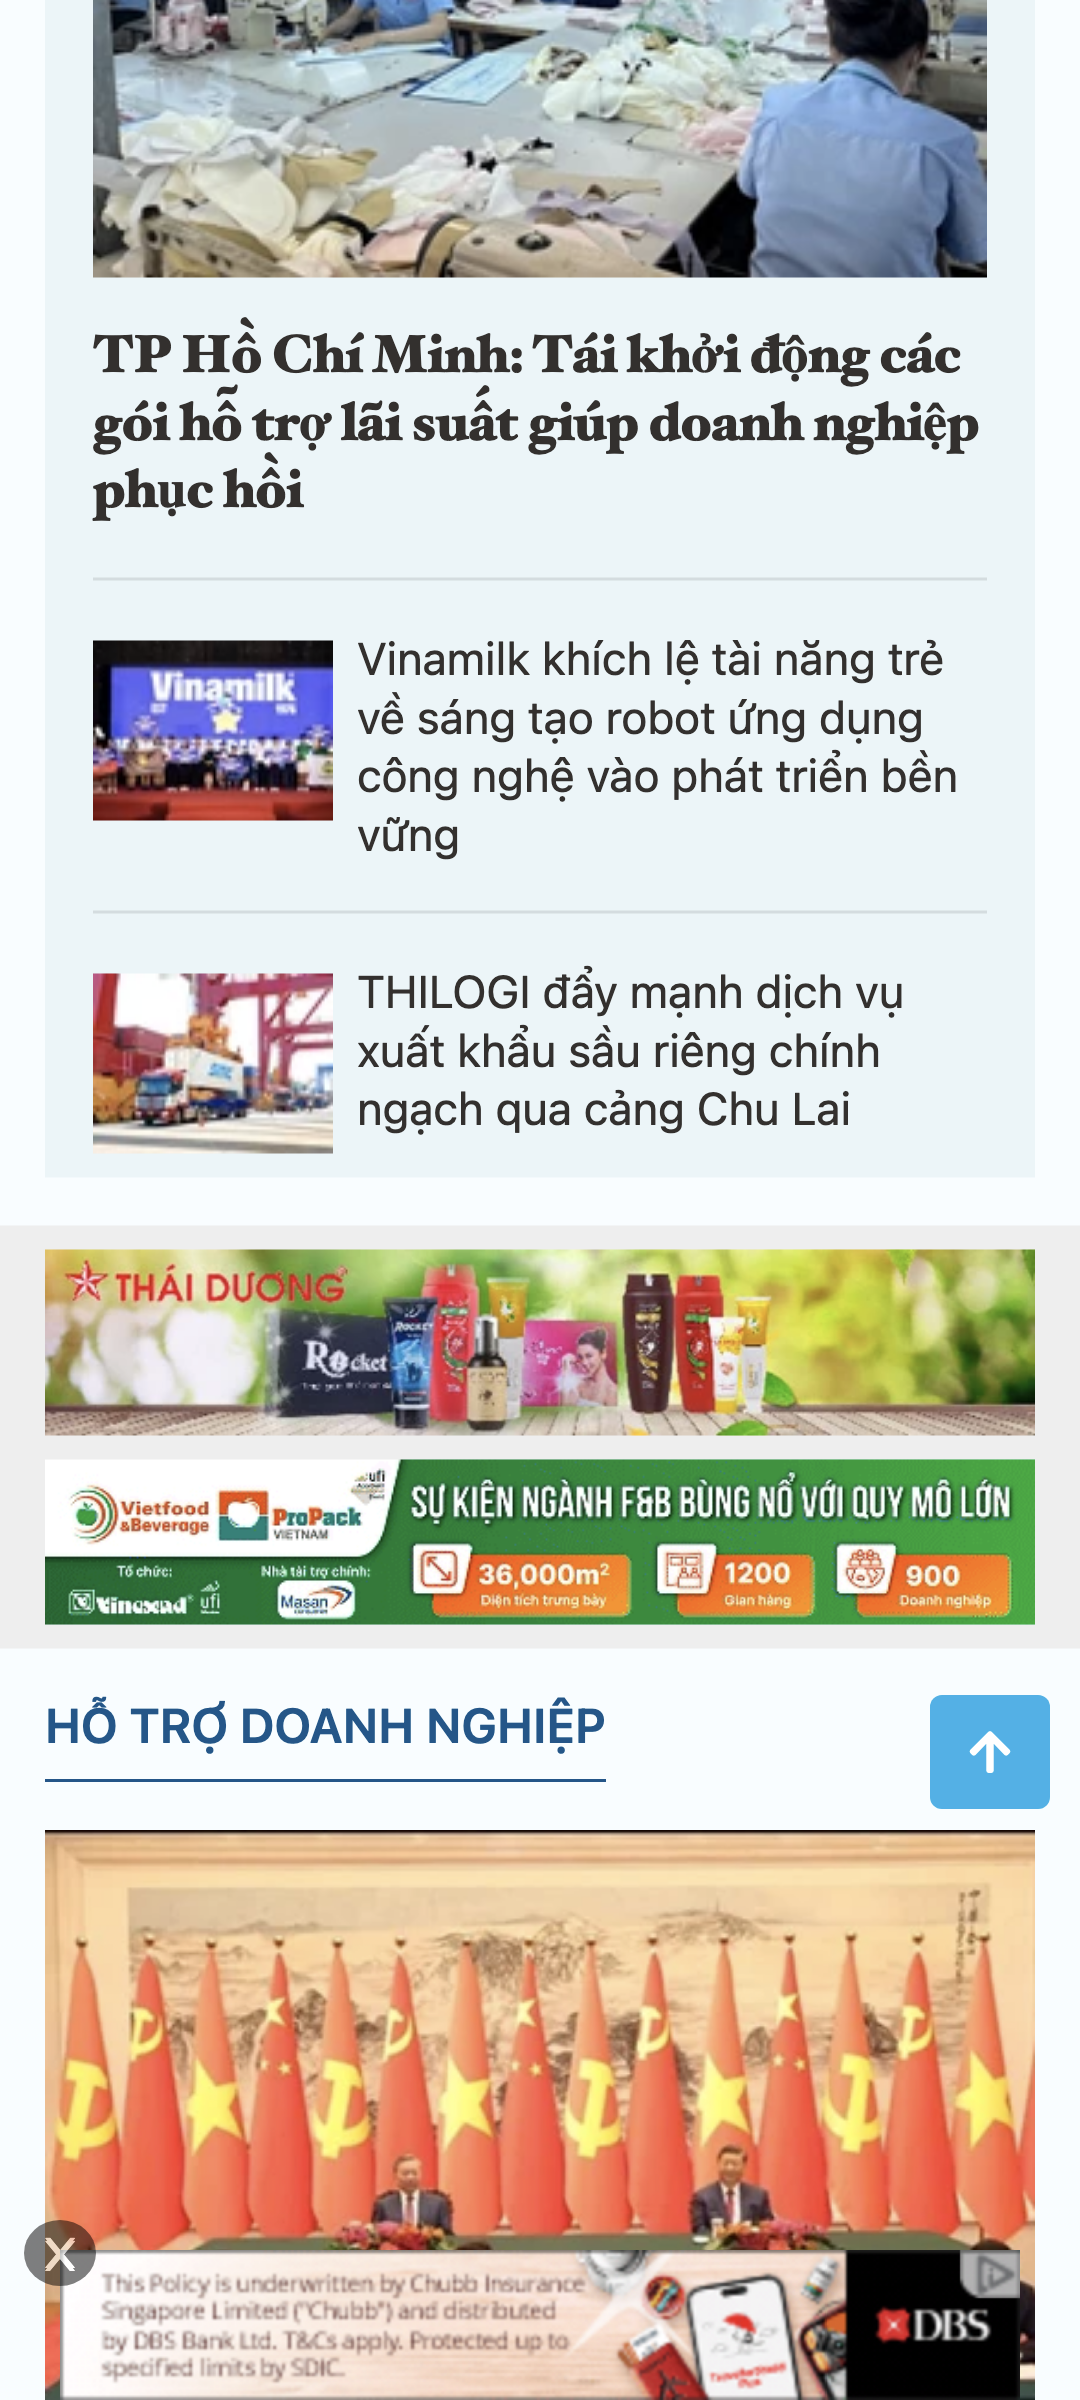 TP Hồ Chí Minh: Tái khởi động các
gói hỗ trợ lãi suất giúp doanh nghiệp
phục hồi
Vinamilk
Vinamilk khích lệ tài năng trẻ
về sáng tạo robot ứng dụng
công nghệ vào phát triển bền
vững
THILOGI đẩy mạnh dịch vụ
xuất khẩu sầu riêng chính
ngạch qua cảng Chu Lai
THÁI DƯƠNG
Rocket
ROCKET
Vietfood
&Beverage
ProPack
VIETNAM
ufi
SỰ KIỆN NGÀNH F&B BÙNG NỔ VỚI QUY MÔ LỚN
Tổ chức:
Vinexad ufi
Nhà tài trợ chính:
Masan
36,000m²
Diện tích trưng bày
1200
Gian hàng
900
Doanh nghiệp
HỖ TRỢ DOANH NGHIỆP
X
This Policy is underwritten by Chubb Insurance
Singapore Limited ("Chubb") and distributed
by DBS Bank Ltd. T&Cs apply. Protected up to
specified limits by SDIC.
DBS